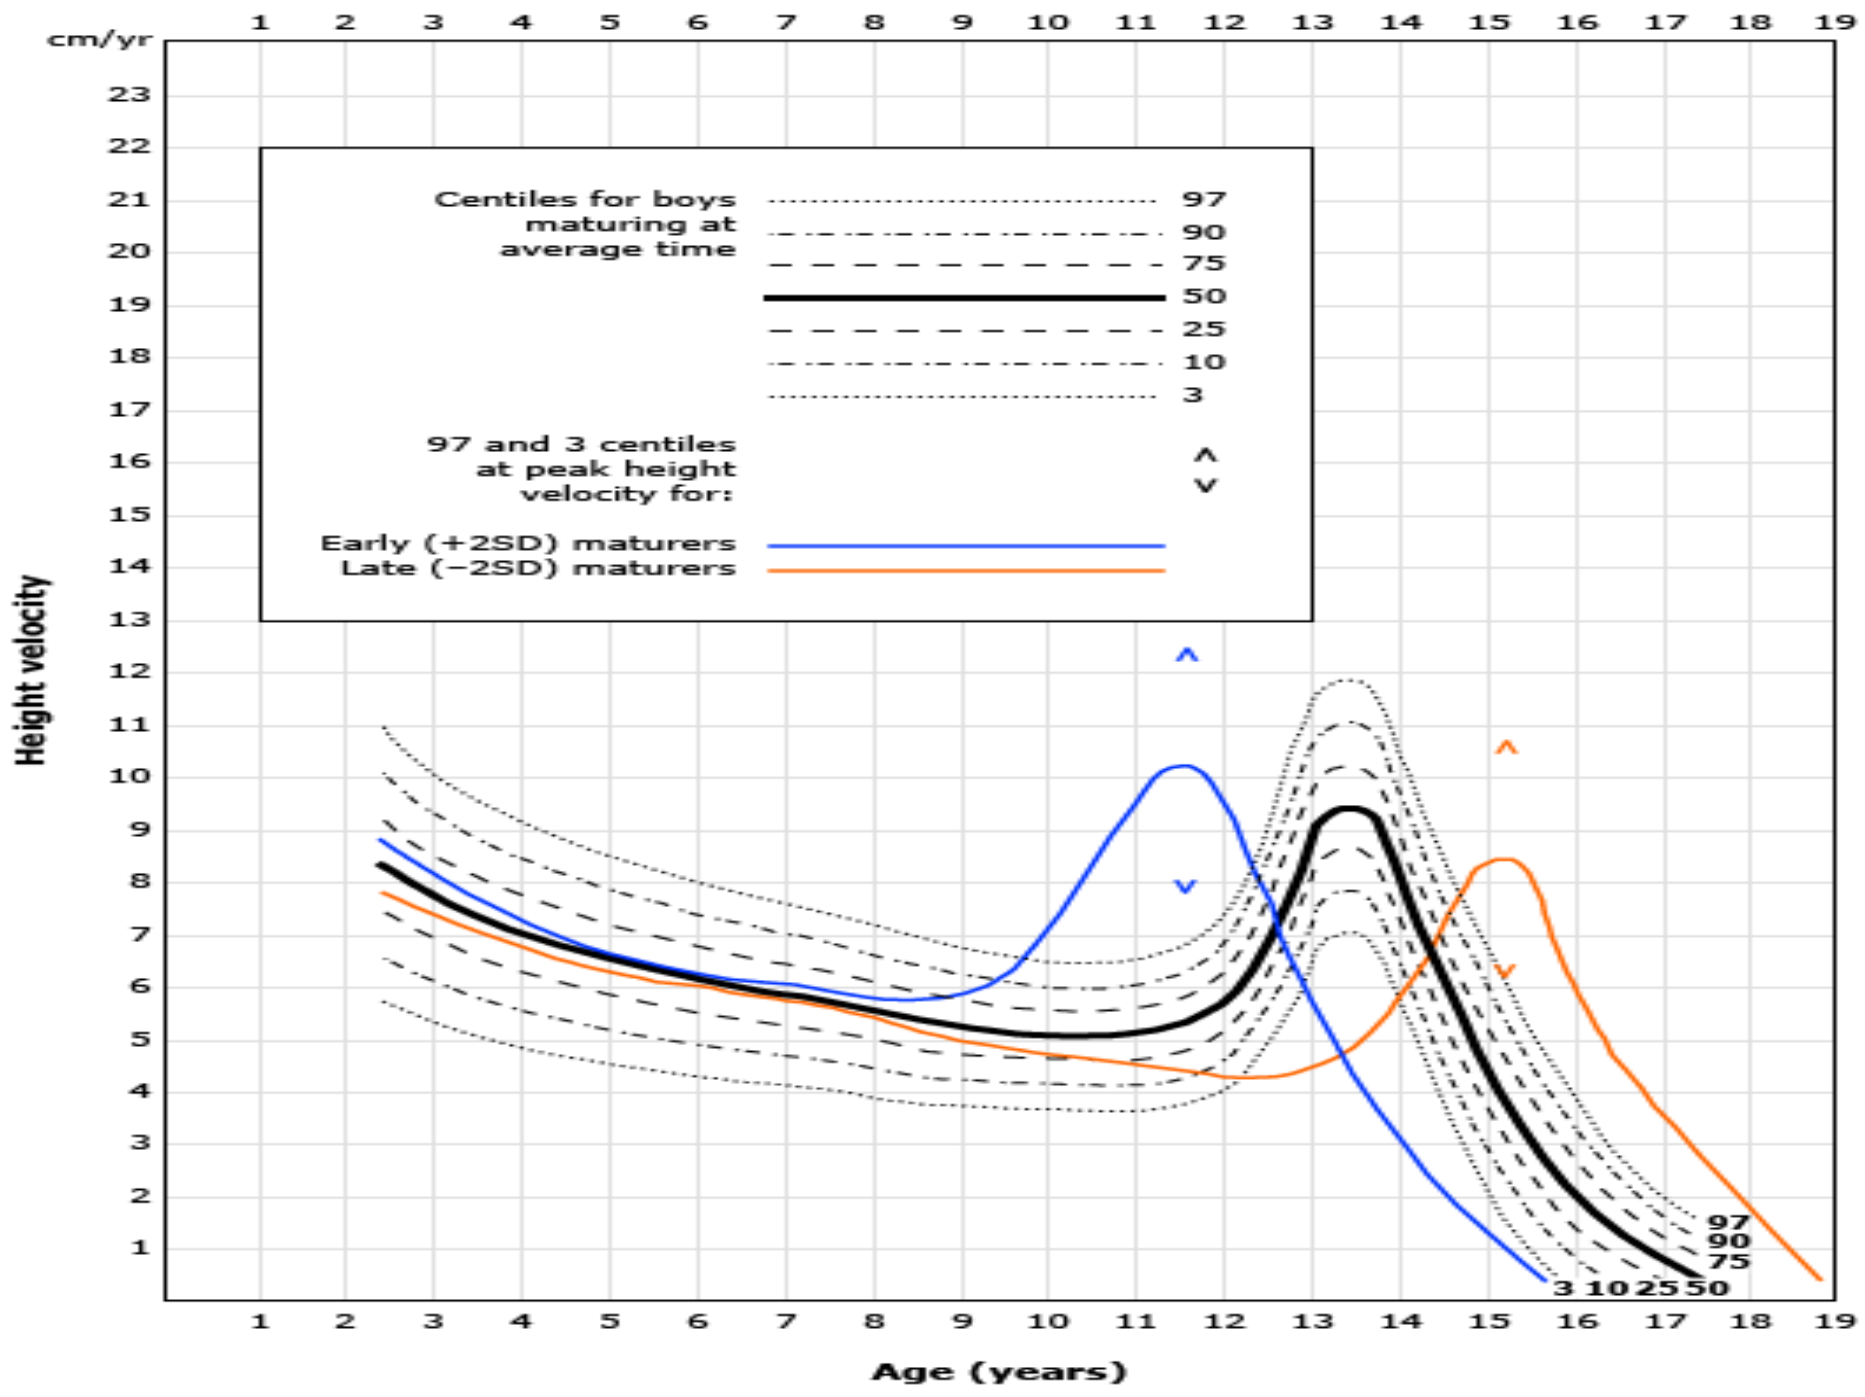 1 2 3 4 5 6 7 8 9 10 11 12 13 14 15 16 17 18 19
cm/yr
23
22
21
20
19
18
17
16
15
14
13
12
11
10
9
8
7
6
5
4
3
2
1
Height velocity
Centiles for boys
maturing at
average time
97
90
75
50
25
10
3
97 and 3 centiles
at peak height
velocity for:
^
v
Early (+2SD) maturers
Late (−2SD) maturers
97
90
75
3 10 25 50
1 2 3 4 5 6 7 8 9 10 11 12 13 14 15 16 17 18 19
Age (years)